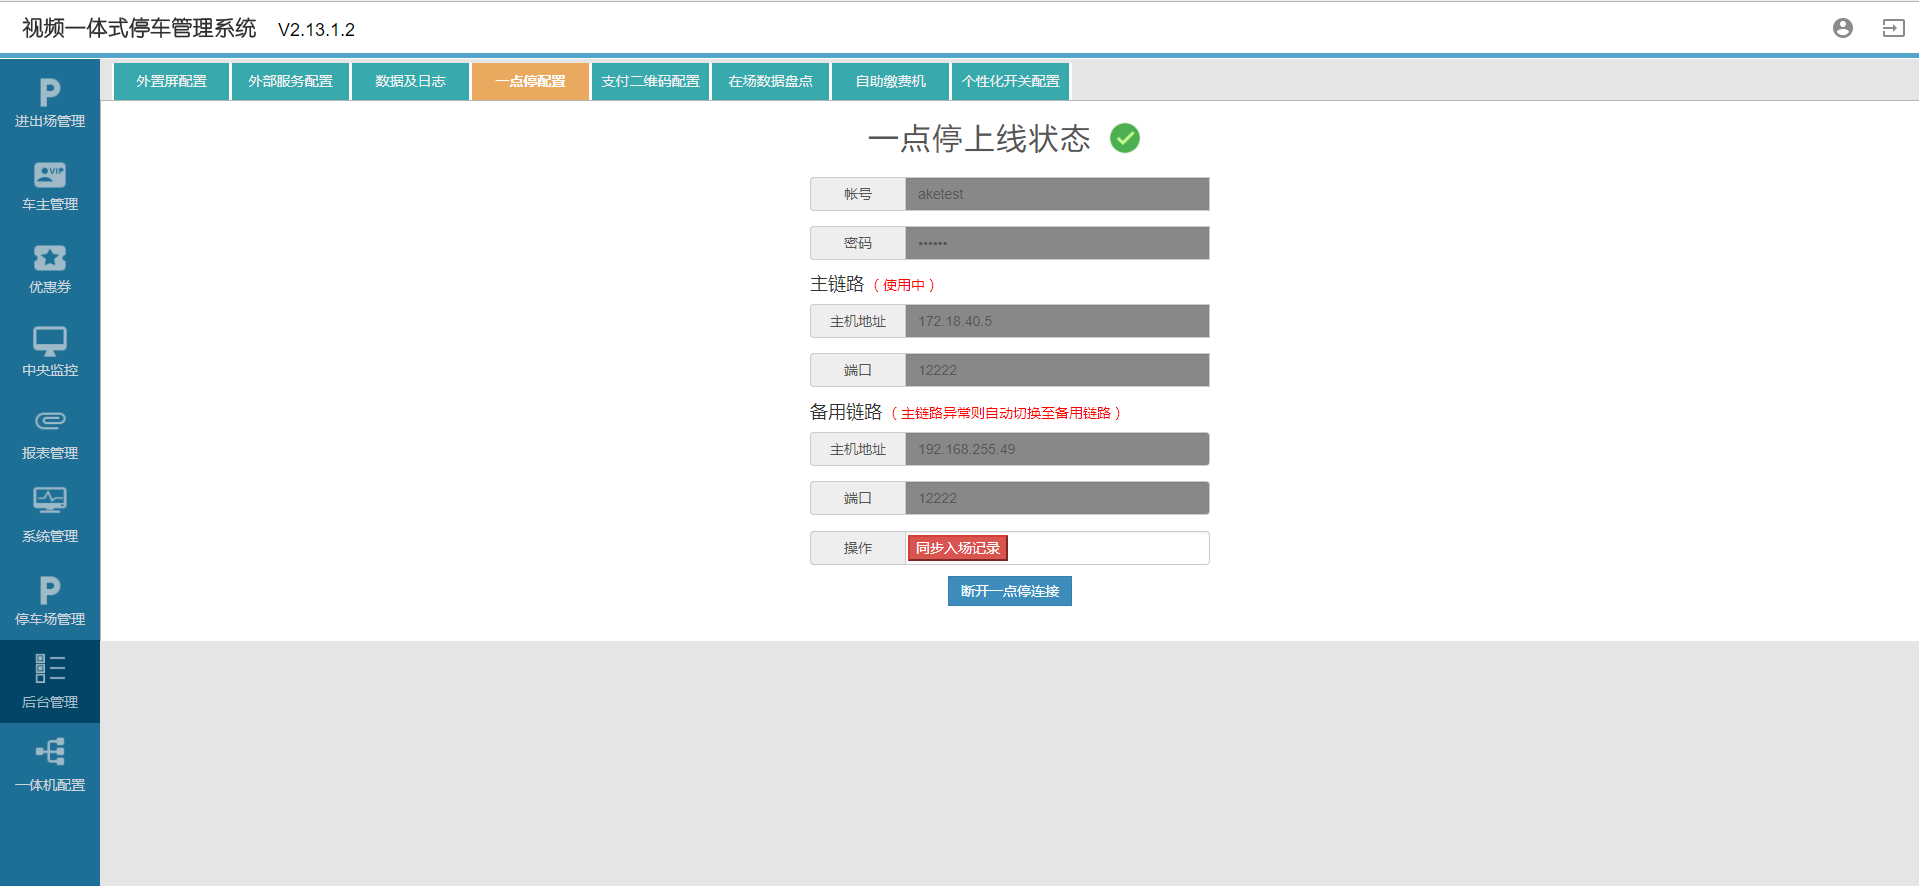 视频一体式停车管理系统 V2.13.1.2
外置屏配置 外部服务配置 数据及日志 一点停配置 支付二维码配置 在场数据盘点 自助缴费机 个性化开关配置
P
进出场管理
VIP
车主管理
优惠券
中央监控
报表管理
系统管理
P
停车场管理
后台管理
一体机配置
一点停上线状态
帐号 aketest
密码 ••••••
主链路（使用中）
主机地址 172.18.40.5
端口 12222
备用链路（主链路异常则自动切换至备用链路）
主机地址 192.168.255.49
端口 12222
操作 同步入场记录
断开一点停连接